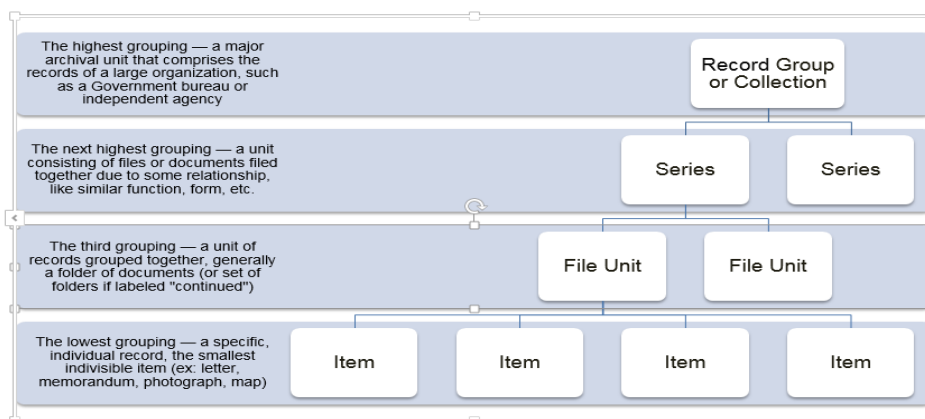 The highest grouping — a major
archival unit that comprises the
records of a large organization, such
as a Government bureau or
independent agency
Record Group
or Collection
The next highest grouping — a unit
consisting of files or documents filed
together due to some relationship,
like similar function, form, etc.
Series
Series
The third grouping — a unit of
records grouped together, generally
a folder of documents (or set of
folders if labeled "continued")
File Unit
File Unit
The lowest grouping — a specific,
individual record, the smallest
indivisible item (ex: letter,
memorandum, photograph, map)
Item
Item
Item
Item